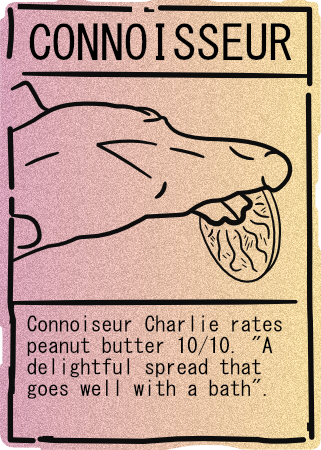 CONNOISSEUR
Connoiseur Charlie rates
peanut butter 10/10. "A
delightful spread that
goes well with a bath".